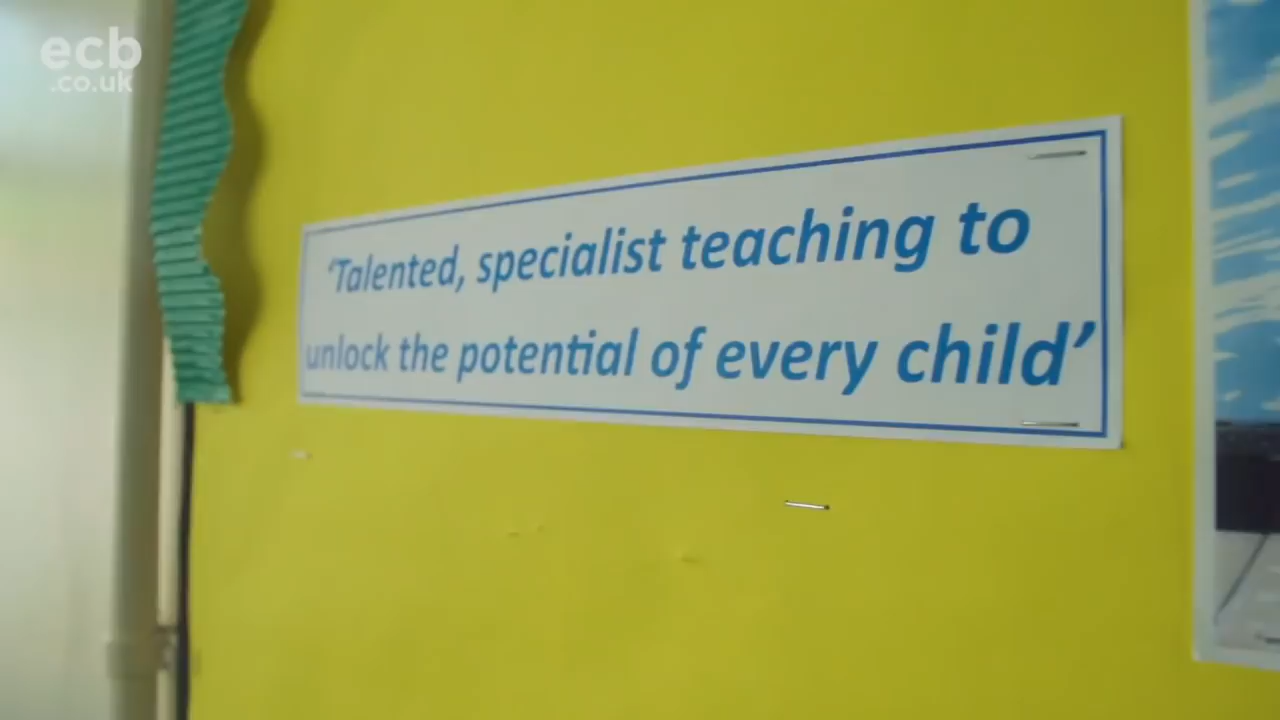 ecb
.co.uk
‘Talented, specialist teaching to
unlock the potential of every child’